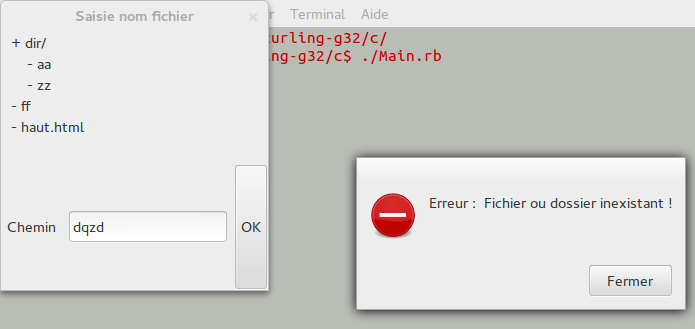 Saisie nom fichier ×
r Terminal Aide
+ dir/
- aa
- zz
- ff
- haut.html
urling-g32/c/
ng-g32/c$ ./Main.rb
Chemin dqzd OK
Erreur : Fichier ou dossier inexistant !
Fermer